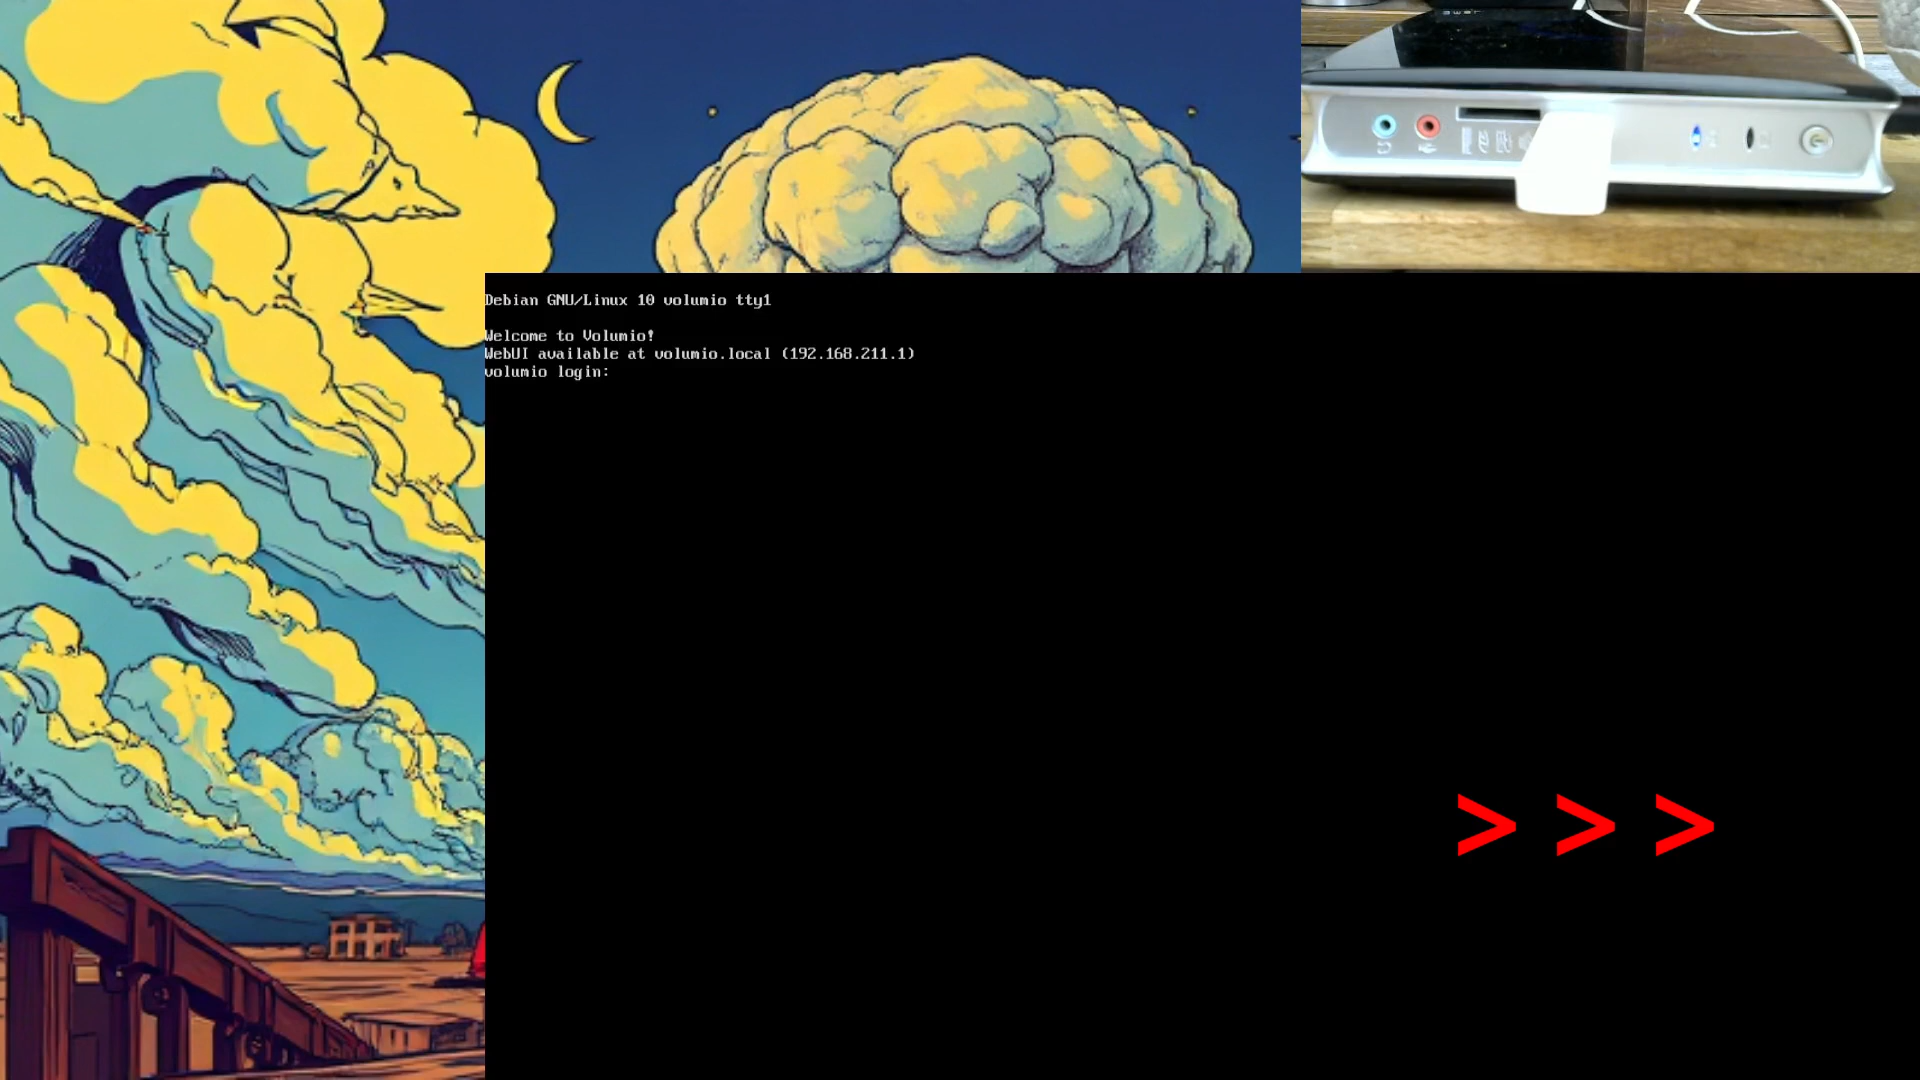 Debian GNU/Linux 10 volumio tty1
Welcome to Volumio!
WebUI available at volumio.local (192.168.211.1)
volumio login:
> > >